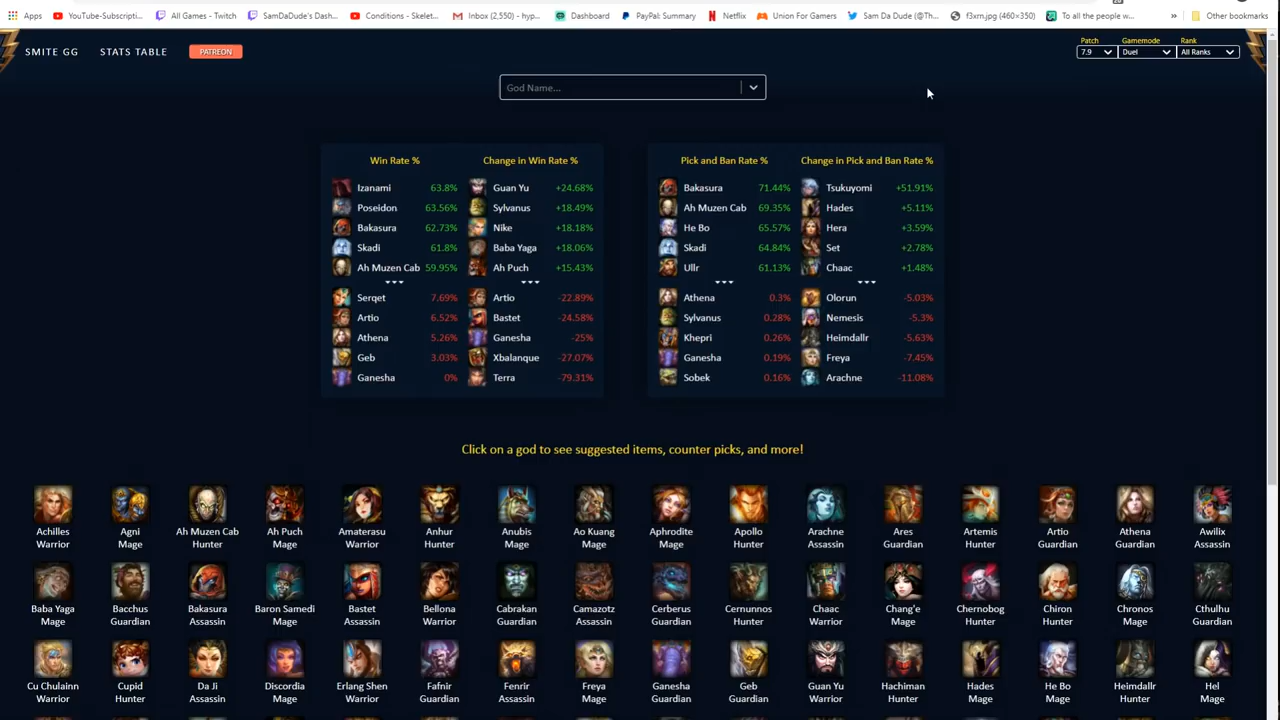 Apps YouTube-Subscripti... All Games - Twitch SamDaDude's Dash... Conditions - Skelet... Inbox (2,550) - hyp... Dashboard PayPal: Summary Netflix Union For Gamers Sam Da Dude (@Th... f3xrn.jpg (460×350) To all the people w... » Other bookmarks
SMITE GG STATS TABLE PATREON
Patch Gamemode Rank
7.9 Duel All Ranks
God Name...
Win Rate % Change in Win Rate % Pick and Ban Rate % Change in Pick and Ban Rate %
Izanami 63.8% Guan Yu +24.68% Bakasura 71.44% Tsukuyomi +51.91%
Poseidon 63.56% Sylvanus +18.49% Ah Muzen Cab 69.35% Hades +5.11%
Bakasura 62.73% Nike +18.18% He Bo 65.57% Hera +3.59%
Skadi 61.8% Baba Yaga +18.06% Skadi 64.84% Set +2.78%
Ah Muzen Cab 59.95% Ah Puch +15.43% Ullr 61.13% Chaac +1.48%
Serqet 7.69% Artio -22.89% Athena 0.3% Olorun -5.03%
Artio 6.52% Bastet -24.58% Sylvanus 0.28% Nemesis -5.3%
Athena 5.26% Ganesha -25% Khepri 0.26% Heimdallr -5.63%
Geb 3.03% Xbalanque -27.07% Ganesha 0.19% Freya -7.45%
Ganesha 0% Terra -79.31% Sobek 0.16% Arachne -11.08%
Click on a god to see suggested items, counter picks, and more!
Achilles Agni Ah Muzen Cab Ah Puch Amaterasu Anhur Anubis Ao Kuang Aphrodite Apollo Arachne Ares Artemis Artio Athena Awilix
Warrior Mage Hunter Mage Warrior Hunter Mage Mage Mage Hunter Assassin Guardian Hunter Guardian Guardian Assassin
Baba Yaga Bacchus Bakasura Baron Samedi Bastet Bellona Cabrakan Camazotz Cerberus Cernunnos Chaac Chang'e Chernobog Chiron Chronos Cthulhu
Mage Guardian Assassin Mage Assassin Warrior Guardian Assassin Guardian Hunter Warrior Mage Hunter Hunter Mage Guardian
Cu Chulainn Cupid Da Ji Discordia Erlang Shen Fafnir Fenrir Freya Ganesha Geb Guan Yu Hachiman Hades He Bo Heimdallr Hel
Warrior Hunter Assassin Mage Warrior Guardian Assassin Mage Guardian Guardian Warrior Hunter Mage Mage Hunter Mage